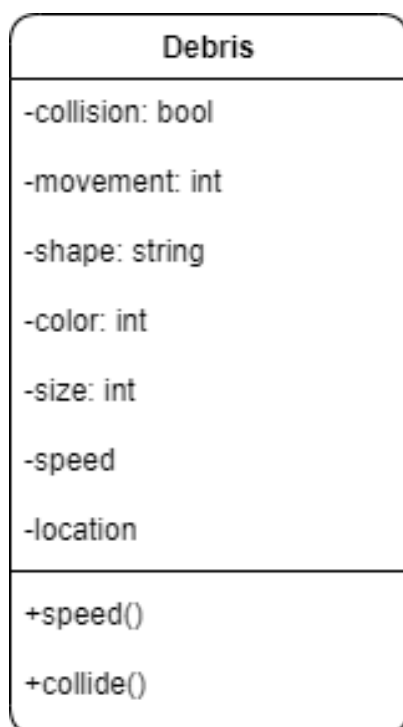 Debris
-collision: bool
-movement: int
-shape: string
-color: int
-size: int
-speed
-location
+speed()
+collide()